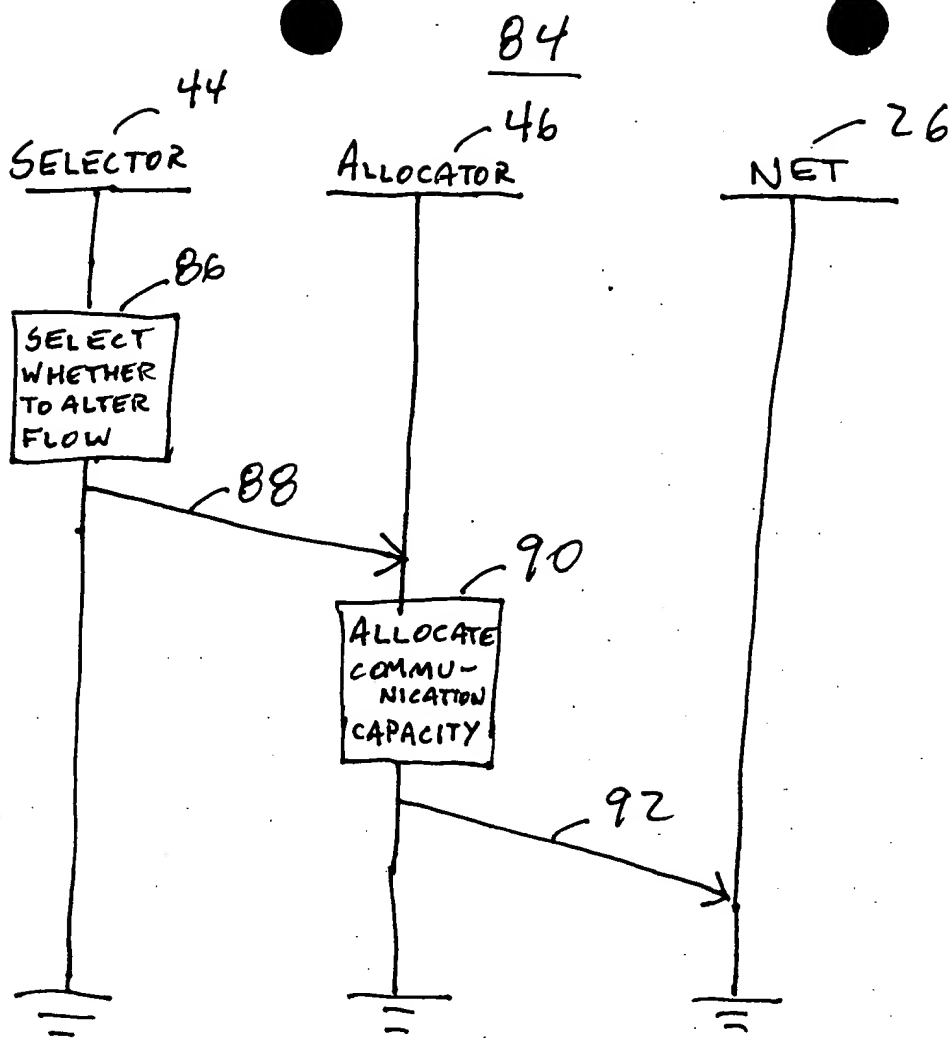 84
44
46
26
SELECTOR
ALLOCATOR
NET
86
SELECT
WHETHER
TO ALTER
FLOW
88
90
ALLOCATE
COMMU-
NICATION
CAPACITY
92